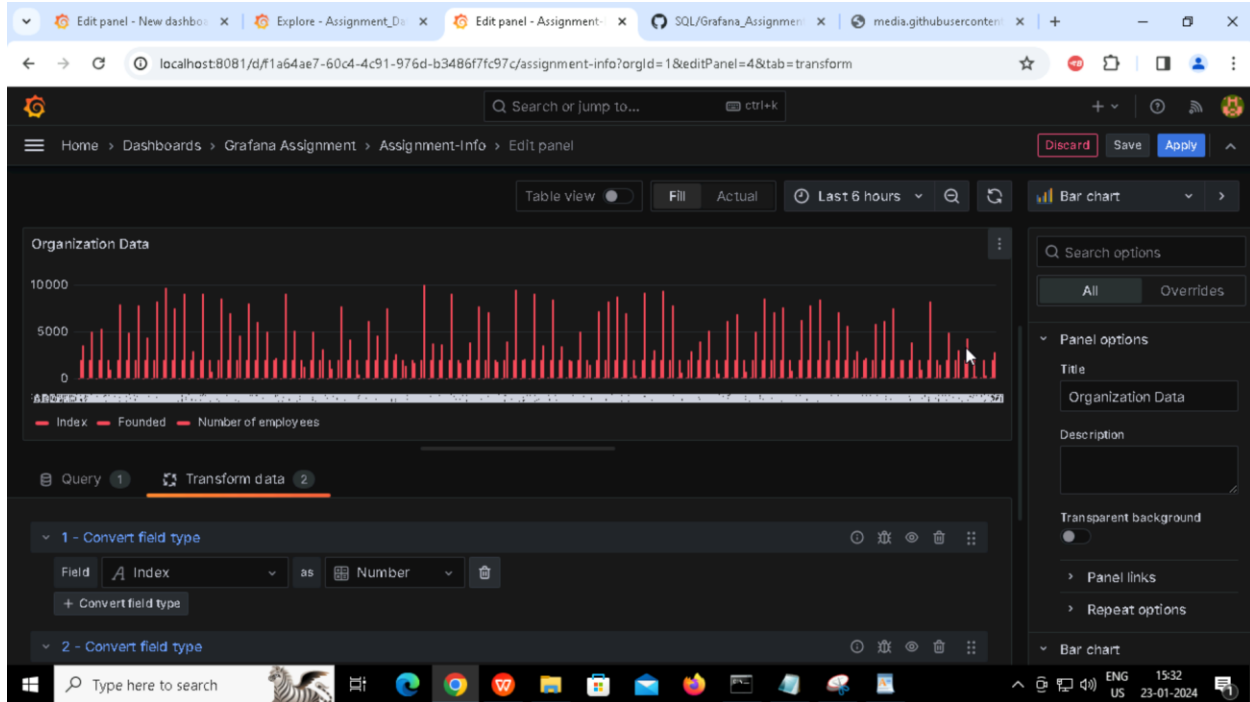 Edit panel - New dashbo
Explore - Assignment_Da
Edit panel - Assignment-
SQL/Grafana_Assignmen
media.githubusercontent
localhost:8081/d/f1a64ae7-60c4-4c91-976d-b3486f7fc97c/assignment-info?orgId=1&editPanel=4&tab=transform
Search or jump to... ctrl+k
Home › Dashboards › Grafana Assignment › Assignment-Info › Edit panel
Discard Save Apply
Table view Fill Actual Last 6 hours Bar chart
Organization Data
10000
5000
0
Index Founded Number of employees
Query 1 Transform data 2
1 - Convert field type
Field Index as Number
+ Convert field type
2 - Convert field type
Search options
All Overrides
Panel options
Title
Organization Data
Description
Transparent background
Panel links
Repeat options
Bar chart
Type here to search
ENG
US
15:32
23-01-2024
1